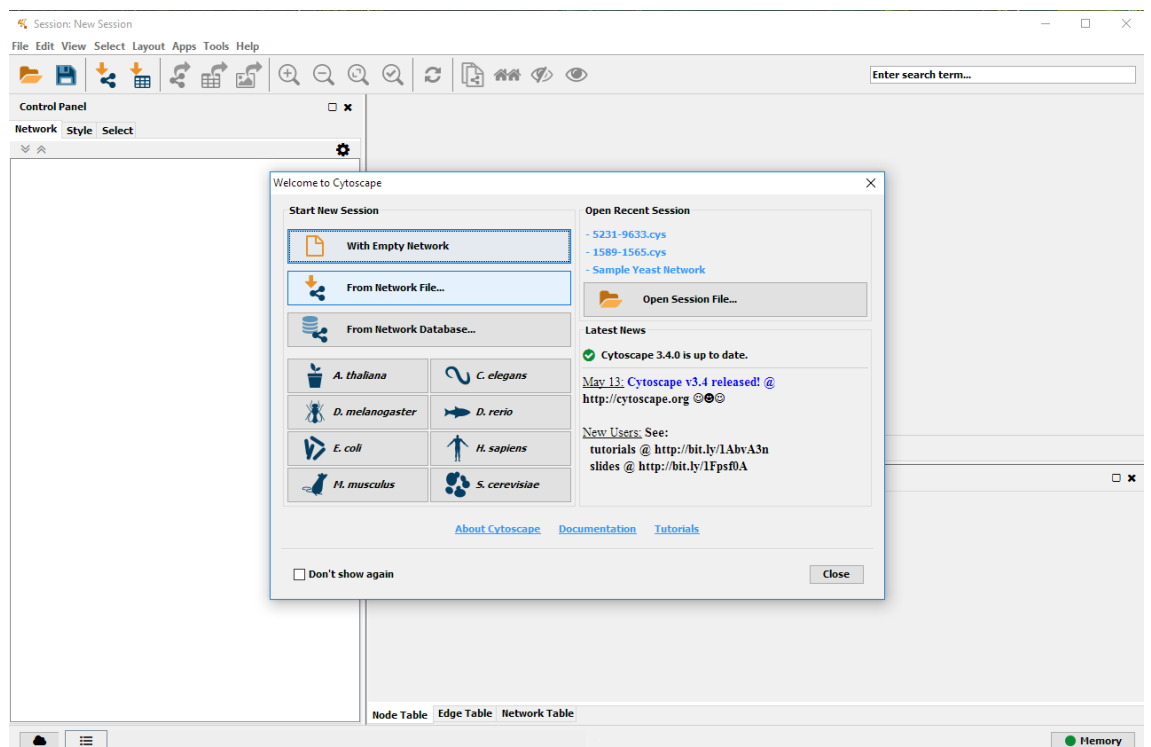 Session: New Session
File Edit View Select Layout Apps Tools Help
Enter search term...
Control Panel
Network Style Select
Welcome to Cytoscape
Start New Session
With Empty Network
From Network File...
From Network Database...
A. thaliana
C. elegans
D. melanogaster
D. rerio
E. coli
H. sapiens
M. musculus
S. cerevisiae
Open Recent Session
- 5231-9633.cys
- 1589-1565.cys
- Sample Yeast Network
Open Session File...
Latest News
Cytoscape 3.4.0 is up to date.
May 13: Cytoscape v3.4 released! @
http://cytoscape.org ☺☻☺
New Users: See:
tutorials @ http://bit.ly/1AbvA3n
slides @ http://bit.ly/1Fpsf0A
About Cytoscape Documentation Tutorials
Don't show again
Close
Node Table Edge Table Network Table
Memory